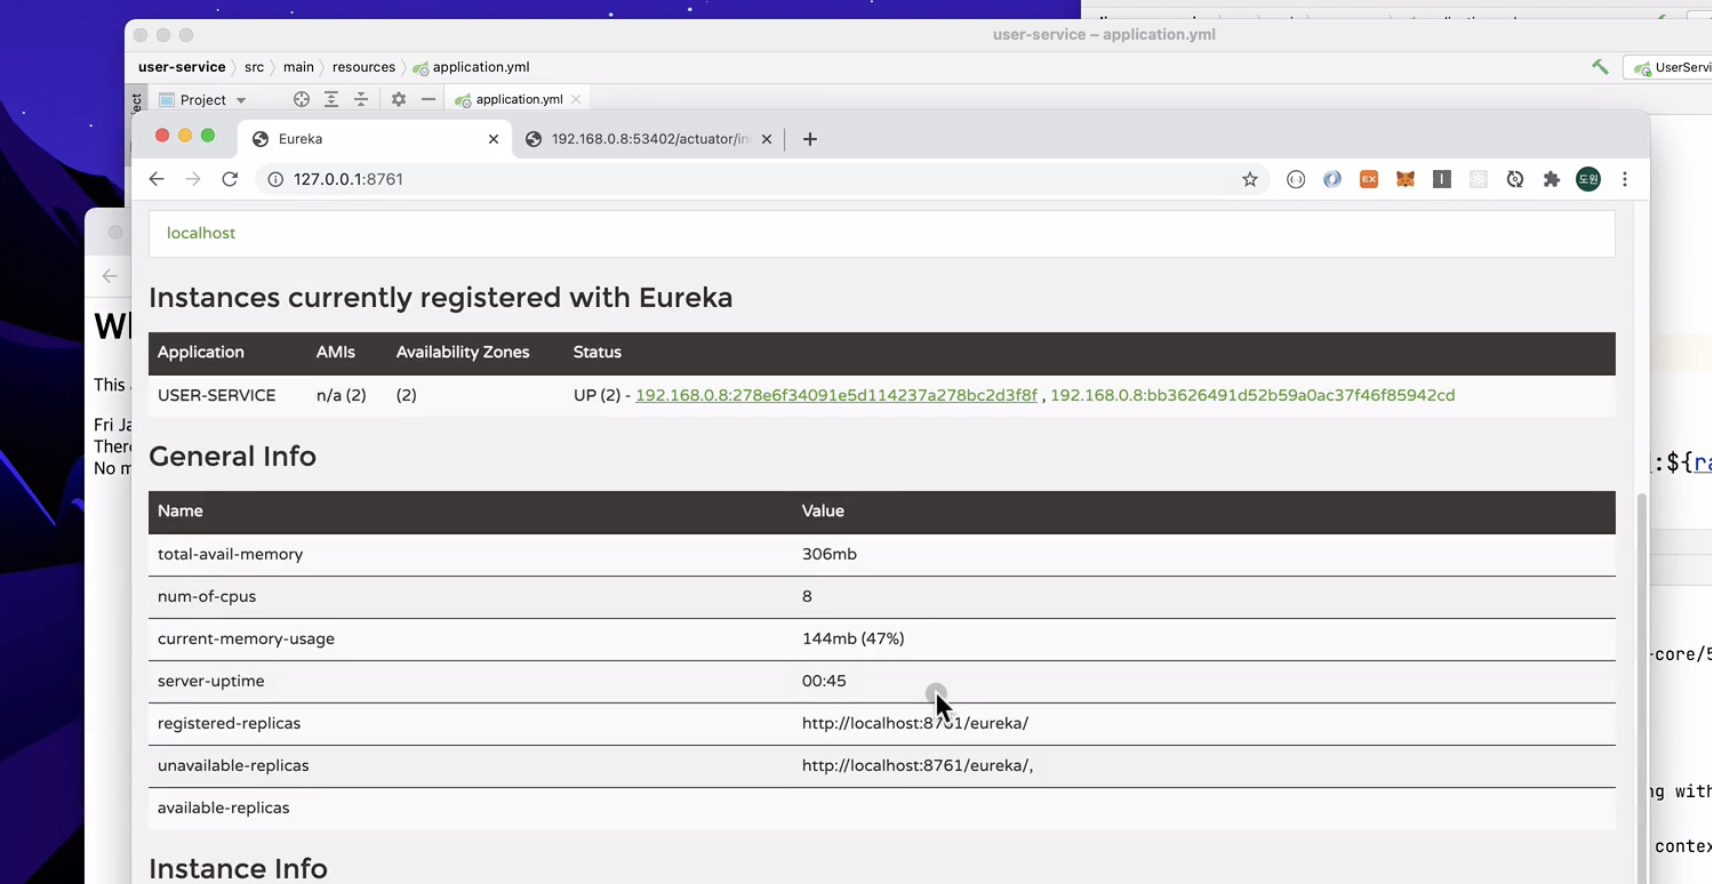 user-service – application.yml
user-service 〉 src 〉 main 〉 resources 〉 application.yml
UserServi
Project
application.yml
Eureka
192.168.0.8:53402/actuator/in
127.0.0.1:8761
EX
도원
localhost
Instances currently registered with Eureka
Application AMIs Availability Zones Status
USER-SERVICE n/a (2) (2) UP (2) - 192.168.0.8:278e6f34091e5d114237a278bc2d3f8f , 192.168.0.8:bb3626491d52b59a0ac37f46f85942cd
This
Fri Ja
There
No m
:${ra
General Info
Name Value
total-avail-memory 306mb
num-of-cpus 8
current-memory-usage 144mb (47%)
server-uptime 00:45
registered-replicas http://localhost:8761/eureka/
unavailable-replicas http://localhost:8761/eureka/,
available-replicas
-core/5
ng with
contex
Instance Info